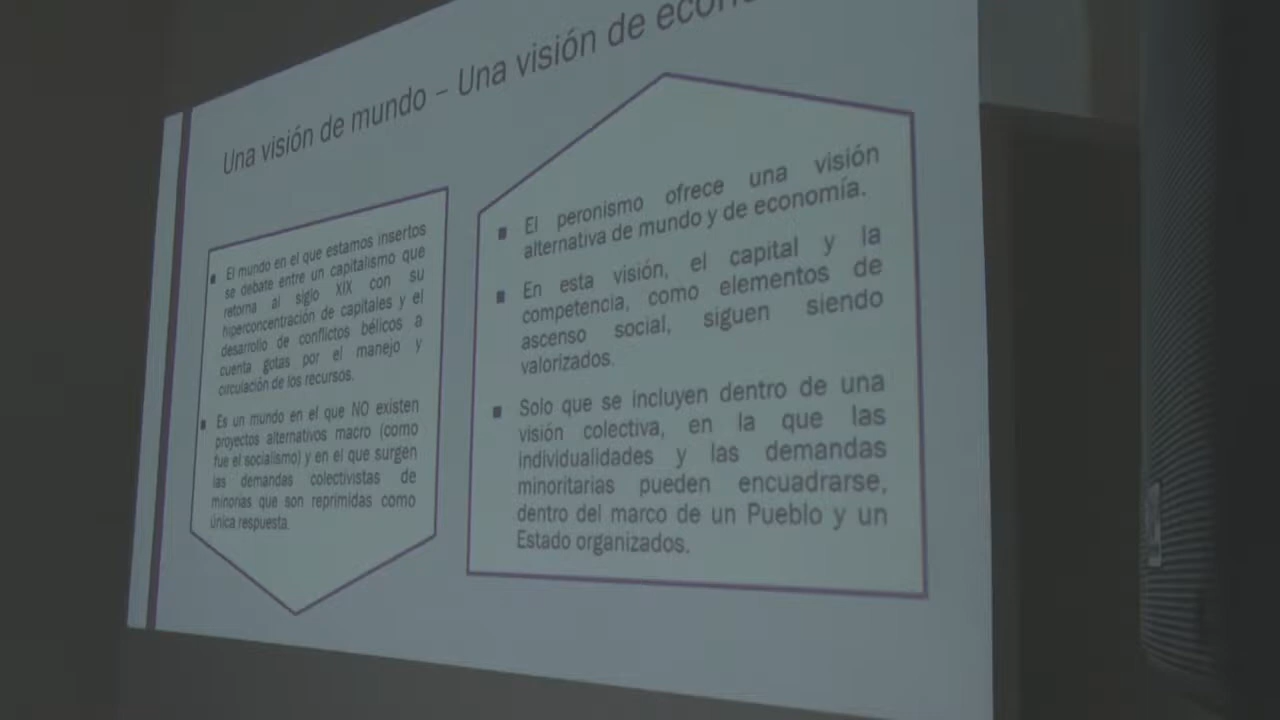 Una visión de mundo – Una visión de
El mundo en el que estamos insertos
se debate entre un capitalismo que
retorna al siglo XIX con su
hiperconcentración de capitales y el
desarrollo de conflictos bélicos a
cuenta gotas por el manejo y
circulación de los recursos.
Es un mundo en el que NO existen
proyectos alternativos macro (como
fue el socialismo) y en el que surgen
las demandas colectivistas de
minorias que son reprimidas como
única respuesta.
El peronismo ofrece una visión
alternativa de mundo y de economía.
En esta visión, el capital y la
competencia, como elementos de
ascenso social, siguen siendo
valorizados.
Solo que se incluyen dentro de una
visión colectiva, en la que las
individualidades y las demandas
minoritarias pueden encuadrarse,
dentro del marco de un Pueblo y un
Estado organizados.